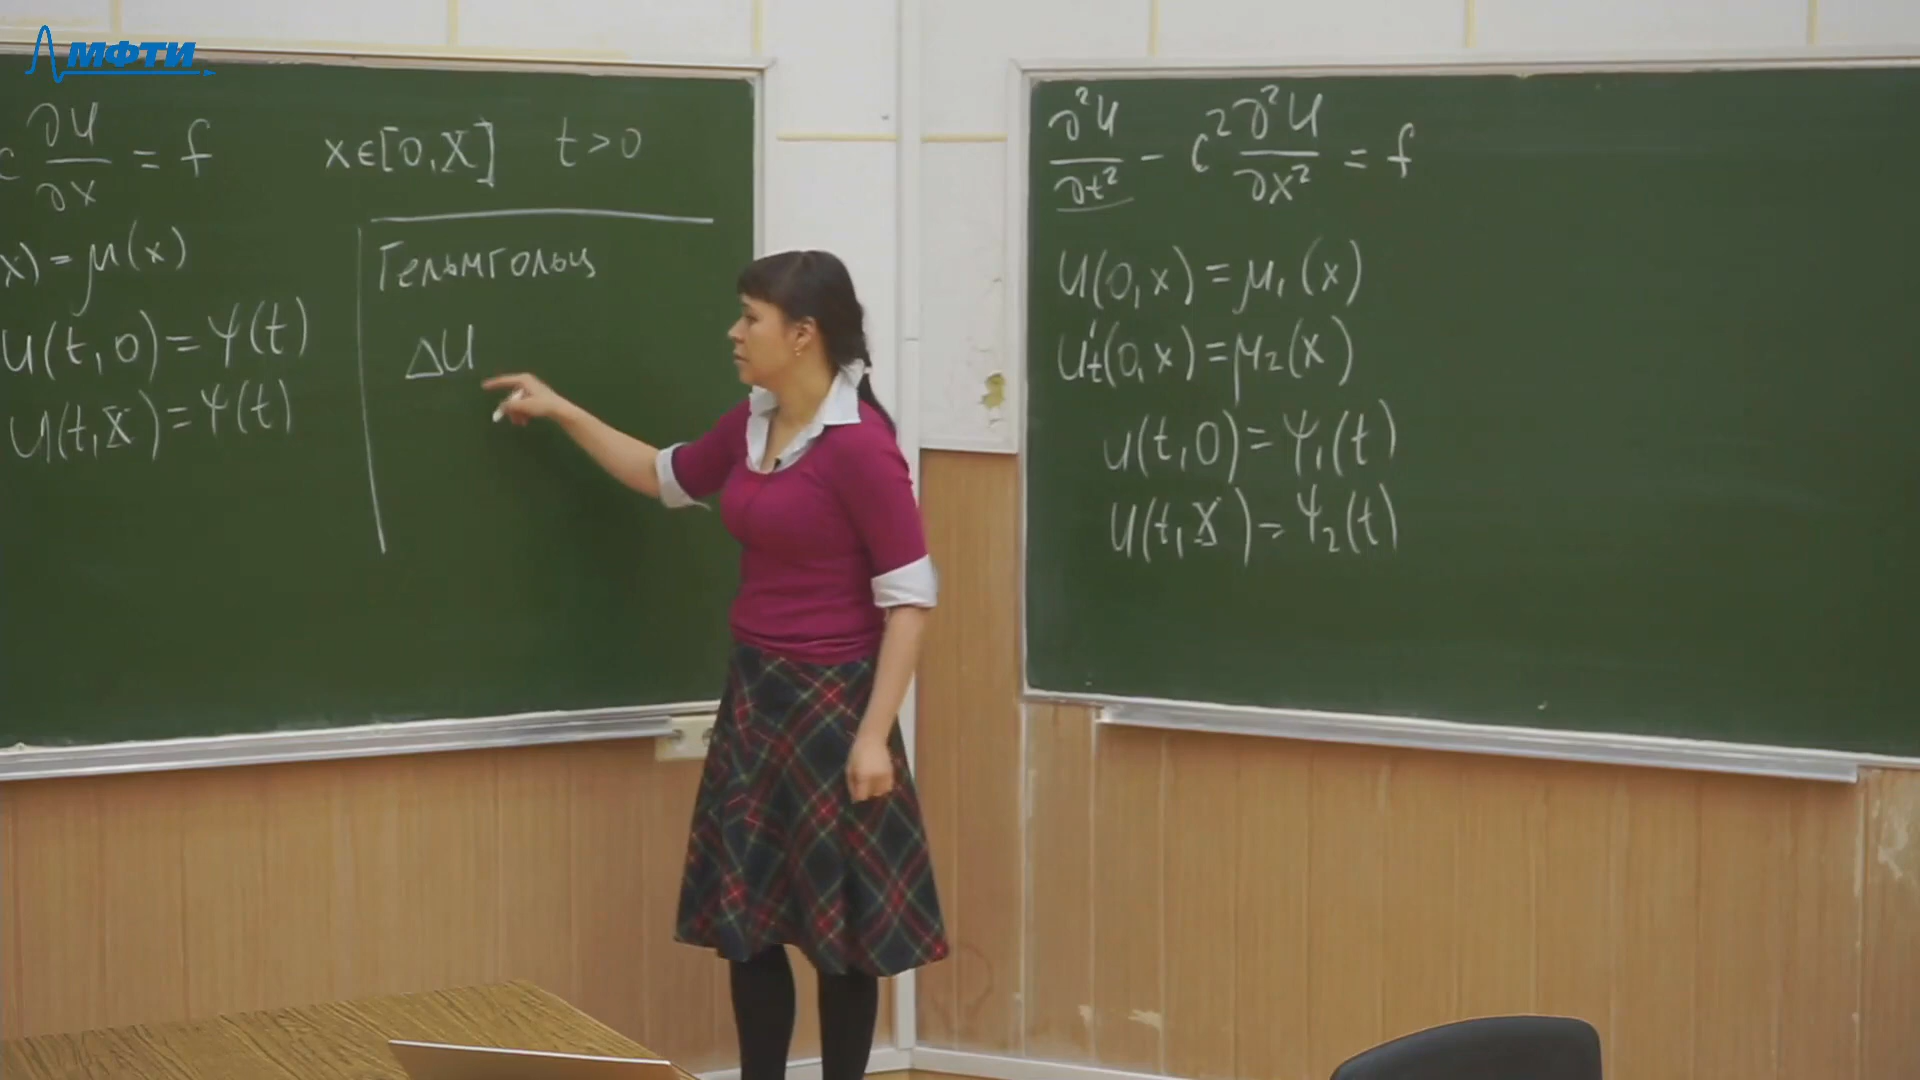 МФТИ
c ∂U/∂x = f
x∈[0,X] t>0
x) = μ(x)
U(t,0) = ψ(t)
U(t,X) = ψ(t)
Гельмгольц
ΔU
∂²U/∂t² - c² ∂²U/∂x² = f
U(0,x) = μ₁(x)
U't(0,x) = μ₂(x)
U(t,0) = ψ₁(t)
U(t,X) = ψ₂(t)